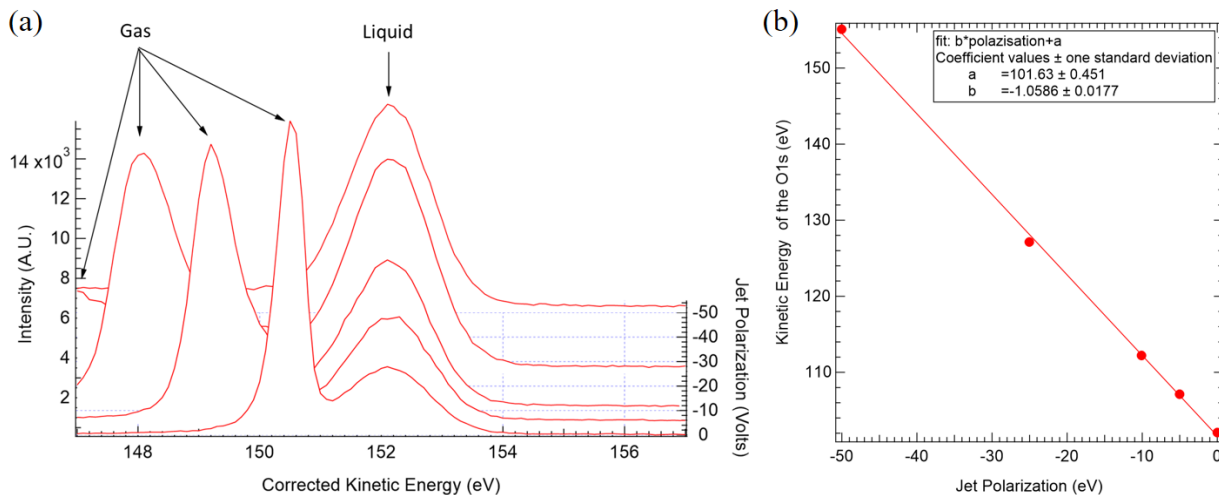 (a)
Gas
Liquid
14 x10³
12
10
8
6
4
2
Intensity (A.U.)
-50
-40
-30
-20
-10
0
Jet Polarization (Volts)
148
150
152
154
156
Corrected Kinetic Energy (eV)
(b)
fit: b*polazisation+a
Coefficient values ± one standard deviation
a =101.63 ± 0.451
b =-1.0586 ± 0.0177
150
140
130
120
110
Kinetic Energy of the O1s (eV)
-50
-40
-30
-20
-10
0
Jet Polarization (eV)